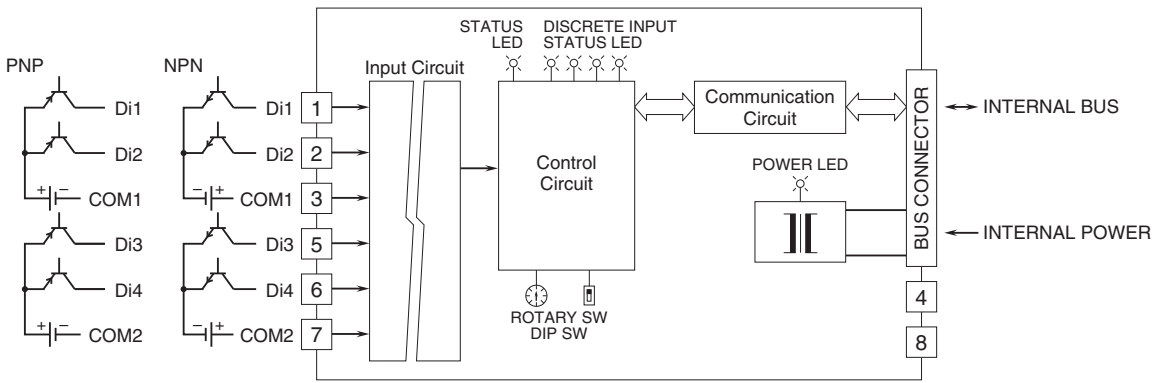 STATUS
LED
DISCRETE INPUT
STATUS LED
PNP
NPN
Input Circuit
Di1
Di1
1
Di2
Di2
2
COM1
COM1
3
Di3
Di3
5
Di4
Di4
6
COM2
COM2
7
+ −
− +
+ −
− +
Control
Circuit
Communication
Circuit
POWER LED
BUS CONNECTOR
INTERNAL BUS
INTERNAL POWER
4
8
ROTARY SW
DIP SW